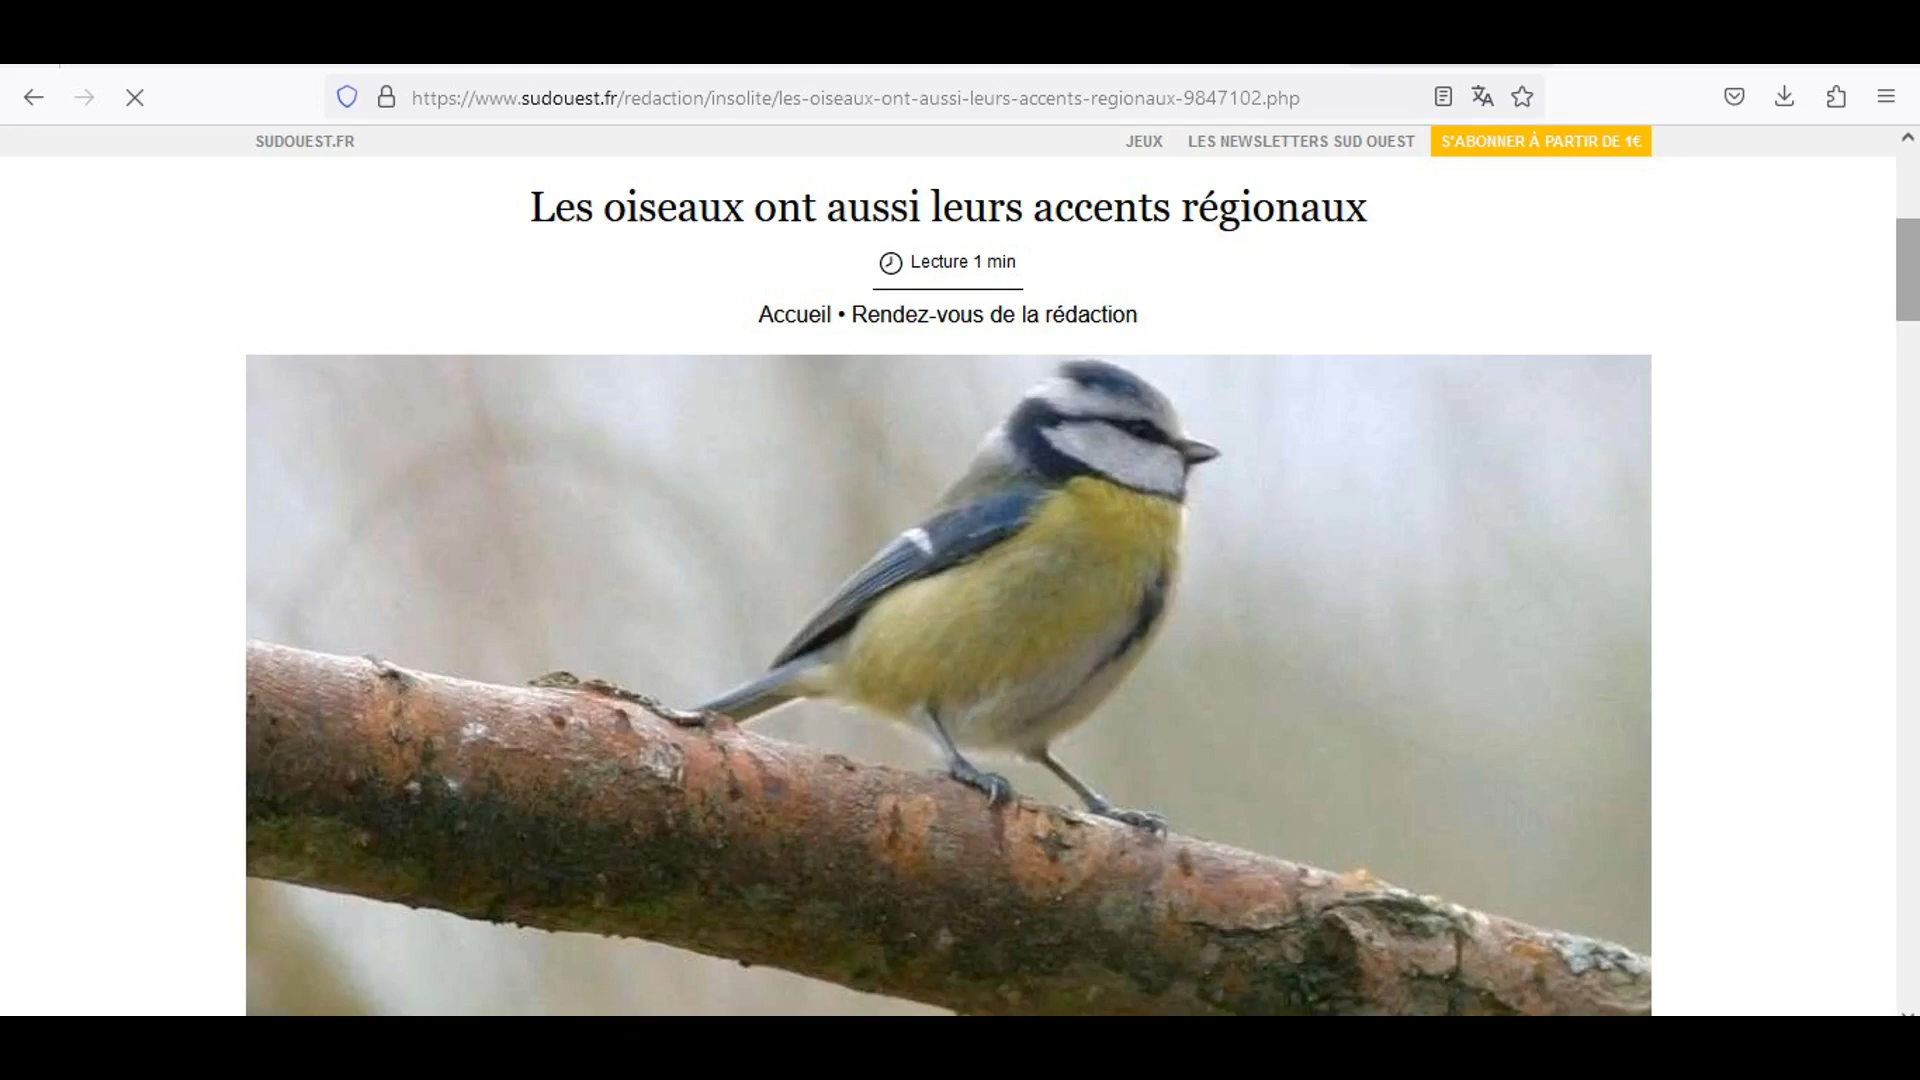 https://www.sudouest.fr/redaction/insolite/les-oiseaux-ont-aussi-leurs-accents-regionaux-9847102.php
SUDOUEST.FR JEUX LES NEWSLETTERS SUD OUEST S'ABONNER À PARTIR DE 1€
Les oiseaux ont aussi leurs accents régionaux
Lecture 1 min
Accueil • Rendez-vous de la rédaction